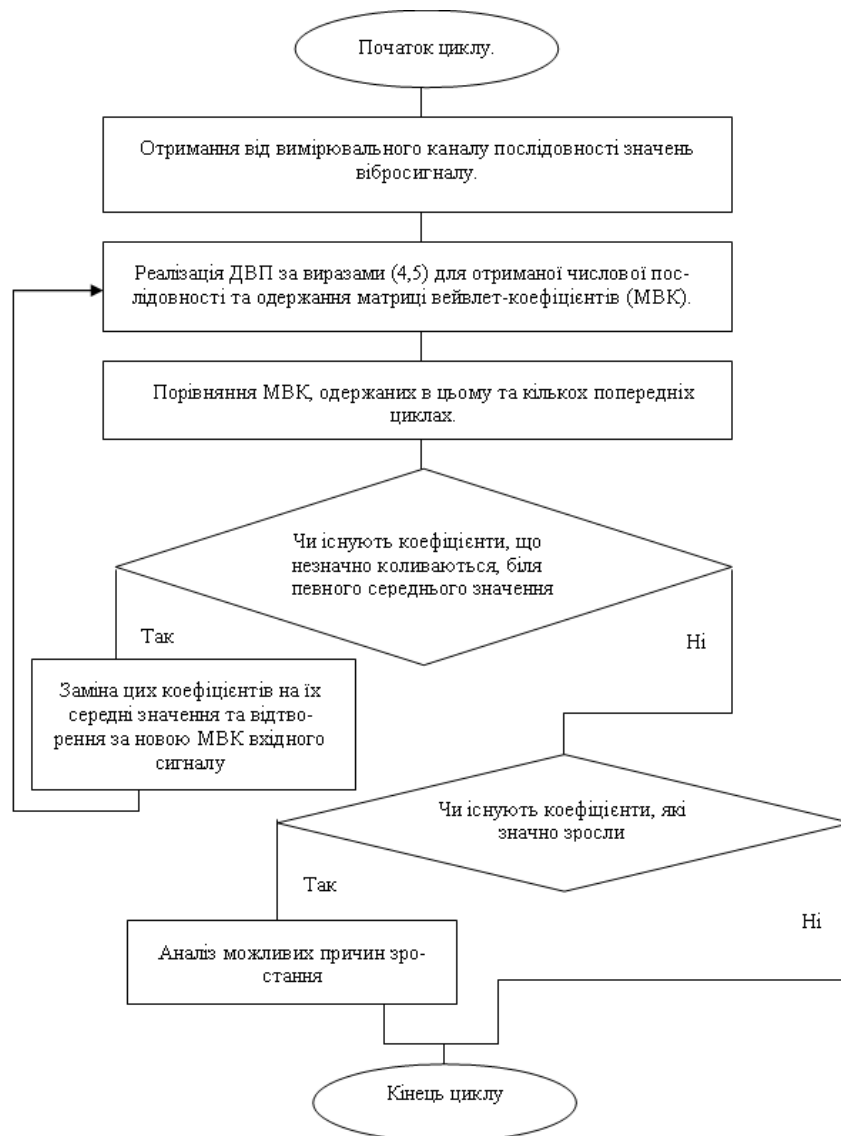 Початок циклу.
Отримання від вимірювального каналу послідовності значень
вібросигналу.
Реалізація ДВП за виразами (4,5) для отриманої числової пос-
лідовності та одержання матриці вейвлет-коефіцієнтів (МВК).
Порівняння МВК, одержаних в цьому та кількох попередніх
циклах.
Чи існують коефіцієнти, що
незначно коливаються, біля
певного середнього значення
Так
Ні
Заміна цих коефіцієнтів на їх
середні значення та відтво-
рення за новою МВК вхідного
сигналу
Чи існують коефіцієнти, які
значно зросли
Так
Ні
Аналіз можливих причин зро-
стання
Кінець циклу